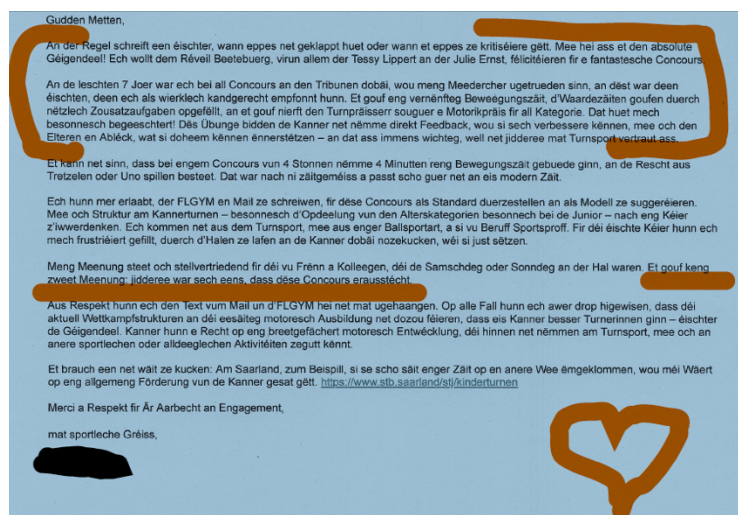 Gudden Metten,
An der Regel schreift een éischter, wann eppes net geklappt huet oder wann et eppes ze kritiséiere gëtt. Mee hei ass et den absolute
Géigendeel! Ech wollt dem Réveil Beetebuerg, virun allem der Tessy Lippert an der Julie Ernst, félicitéieren fir e fantastesche Concours.
An de leschten 7 Joer war ech bei all Concours an den Tribunen dobäi, wou meng Meedercher ugetrueden sinn, an dëst war deen
éischten, deen ech als wierklech kandgerecht empfonnt hunn. Et gouf eng vernënfteg Beweegungszäit, d'Waardezäiten goufen duerch
nëtzlech Zousatzaufgaben opgefëllt, an et gouf nierft den Turnpräisserr souguer e Motorikpräis fir all Kategorie. Dat huet mech
besonnesch begeeschtert! Dës Übunge bidden de Kanner net nëmme direkt Feedback, wou si sech verbessere kënnen, mee och den
Elteren en Abléck, wat si doheem kënnen ënnerstëtzen – an dat ass immens wichteg, well net jidderee mat Turnsport vertraut ass.
Et kann net sinn, dass bei engem Concours vun 4 Stonnen nëmme 4 Minutten reng Bewegungszäit gebuede ginn, an de Rescht aus
Tretzelen oder Uno spillen besteet. Dat war nach ni zäitgeméiss a passt scho guer net an eis modern Zäit.
Ech hunn mer erlaabt, der FLGYM en Mail ze schreiwen, fir dëse Concours als Standard duerzestellen an als Modell ze suggeréieren.
Mee och Struktur am Kannerturnen – besonnesch d'Opdeelung vun den Alterskategorien besonnech bei de Junior – nach eng Kéier
z'iwwerdenken. Ech kommen net aus dem Turnsport, mee aus enger Ballsportart, a si vu Beruff Sportsproff. Fir déi éischte Kéier hunn ech
mech net frustriéiert gefillt, duerch d'Halen ze lafen an de Kanner dobäi nozekucken, wéi si just sëtzen.
Meng Meenung steet och stellvertriedend fir déi vu Frënn a Kolleegen, déi de Samschdeg oder Sonndeg an der Hal waren. Et gouf keng
zweet Meenung: jidderee war sech eens, dass dëse Concours erausstécht.
Aus Respekt hunn ech den Text vum Mail un d'FLGYM hei net mat ugehaangen. Op alle Fall hunn ech awer drop higewisen, dass déi
aktuell Wettkampfstrukturen an déi eesäiteg motoresch Ausbildung net dozou féieren, dass eis Kanner besser Turnerinnen ginn – éischter
de Géigendeel. Kanner hunn e Recht op eng breetgefächert motoresch Entwécklung, déi hinnen net nëmmen am Turnsport, mee och an
anere sportlechen oder alldeeglechen Aktivitéiten zegutt kënnt.
Et brauch een net wäit ze kucken: Am Saarland, zum Beispill, si se scho säit enger Zäit op en anere Wee ëmgeklommen, wou méi Wäert
op eng allgemeng Förderung vun de Kanner gesat gëtt. https://www.stb.saarland/stj/kinderturnen
Merci a Respekt fir Är Aarbecht an Engagement,
mat sportleche Gréiss,